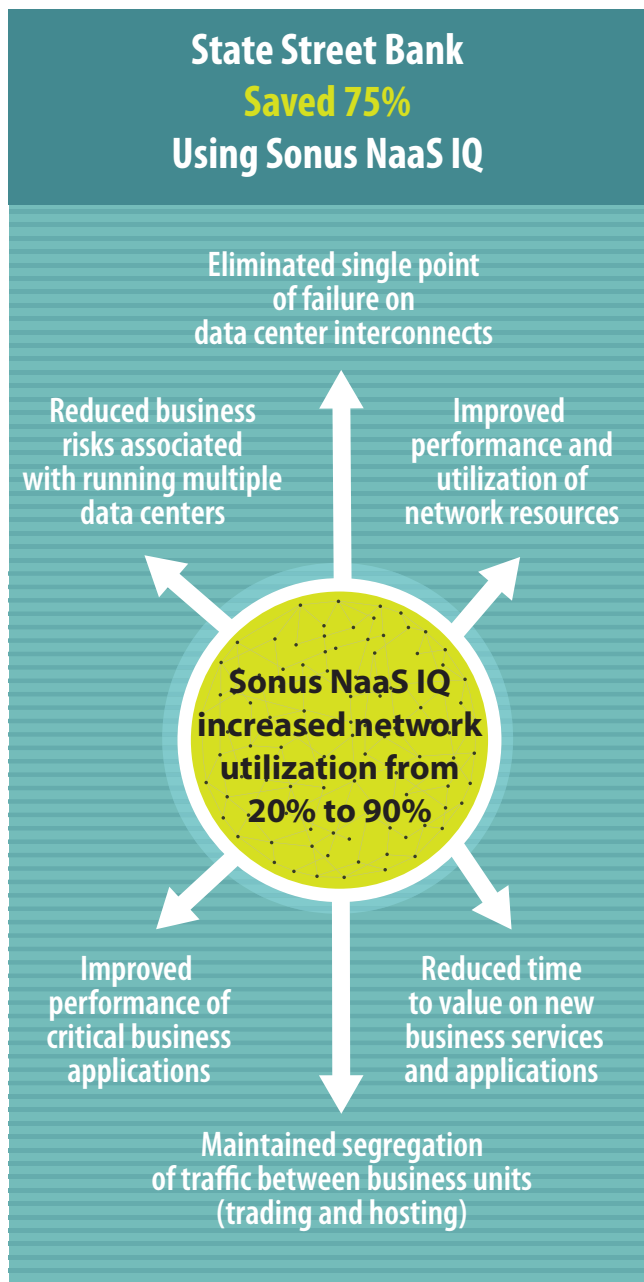 State Street Bank
Saved 75%
Using Sonus NaaS IQ
Eliminated single point
of failure on
data center interconnects
Reduced business
risks associated
with running multiple
data centers
Improved
performance and
utilization of
network resources
Sonus NaaS IQ
increased network
utilization from
20% to 90%
Improved
performance of
critical business
applications
Reduced time
to value on new
business services
and applications
Maintained segregation
of traffic between business units
(trading and hosting)